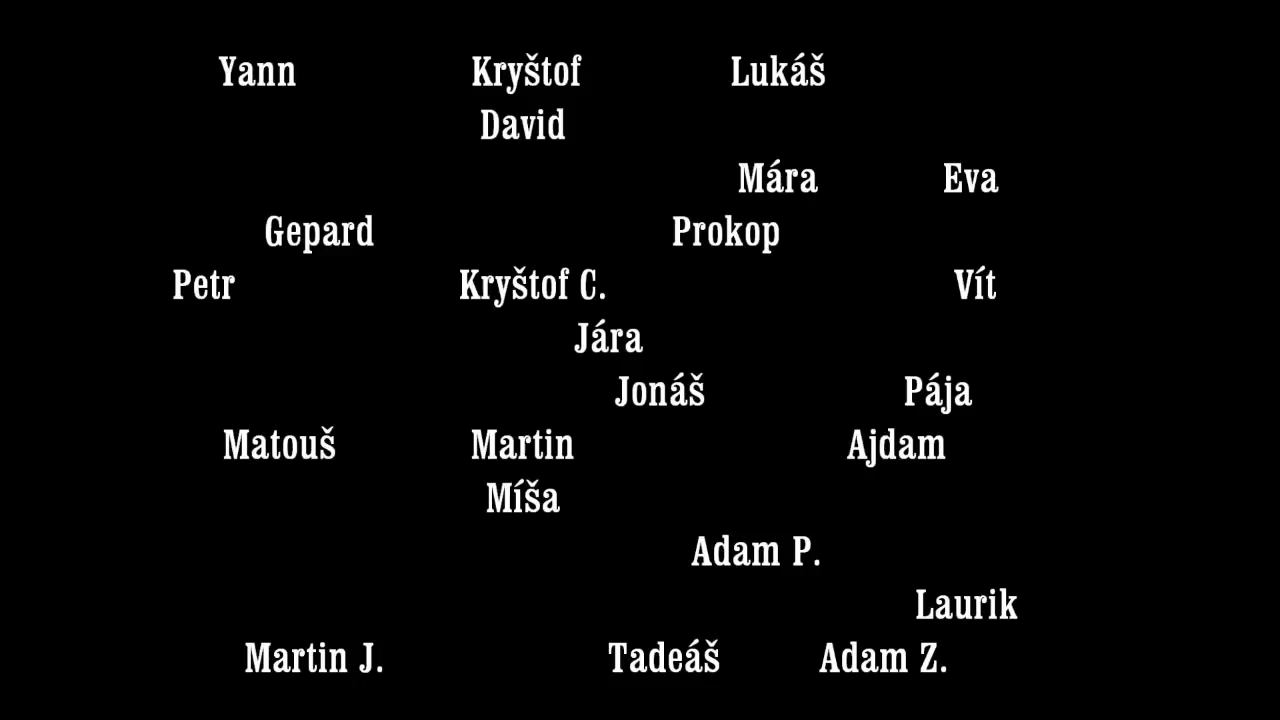 Yann Kryštof Lukáš
David
Mára Eva
Gepard Prokop
Petr Kryštof C. Vít
Jára
Jonáš Pája
Matouš Martin Ajdam
Míša
Adam P.
Laurik
Martin J. Tadeáš Adam Z.